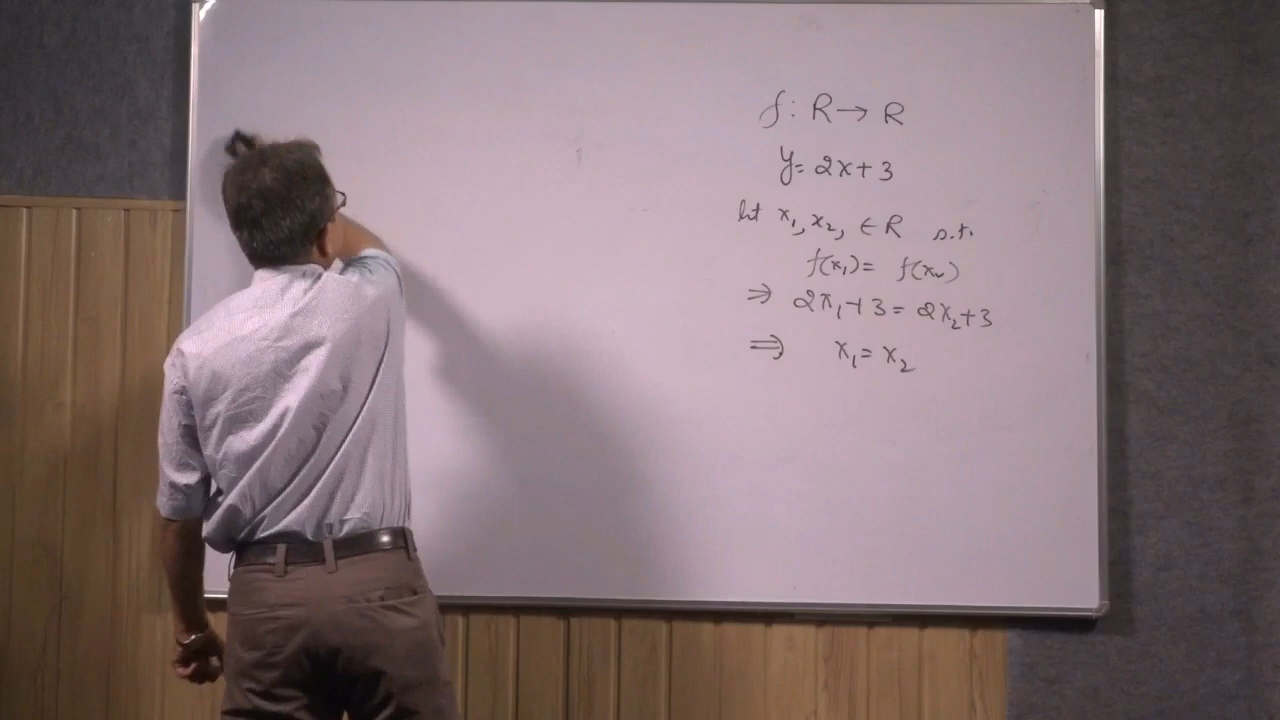 f: R → R
y = 2x + 3
let x₁, x₂, ∈ R s.t.
f(x₁) = f(x₂)
⇒ 2x₁ + 3 = 2x₂ + 3
⇒ x₁ = x₂